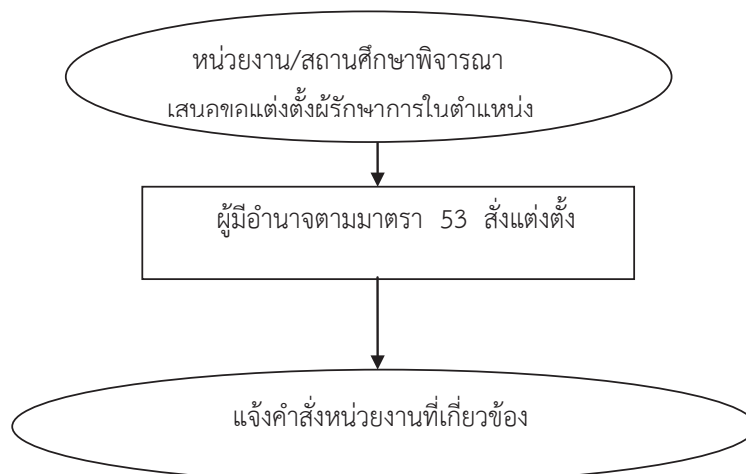 หน่วยงาน/สถานศึกษาพิจารณา
เสนอขอแต่งตั้งผู้รักษาการในตำแหน่ง
ผู้มีอำนาจตามมาตรา 53 สั่งแต่งตั้ง
แจ้งคำสั่งหน่วยงานที่เกี่ยวข้อง